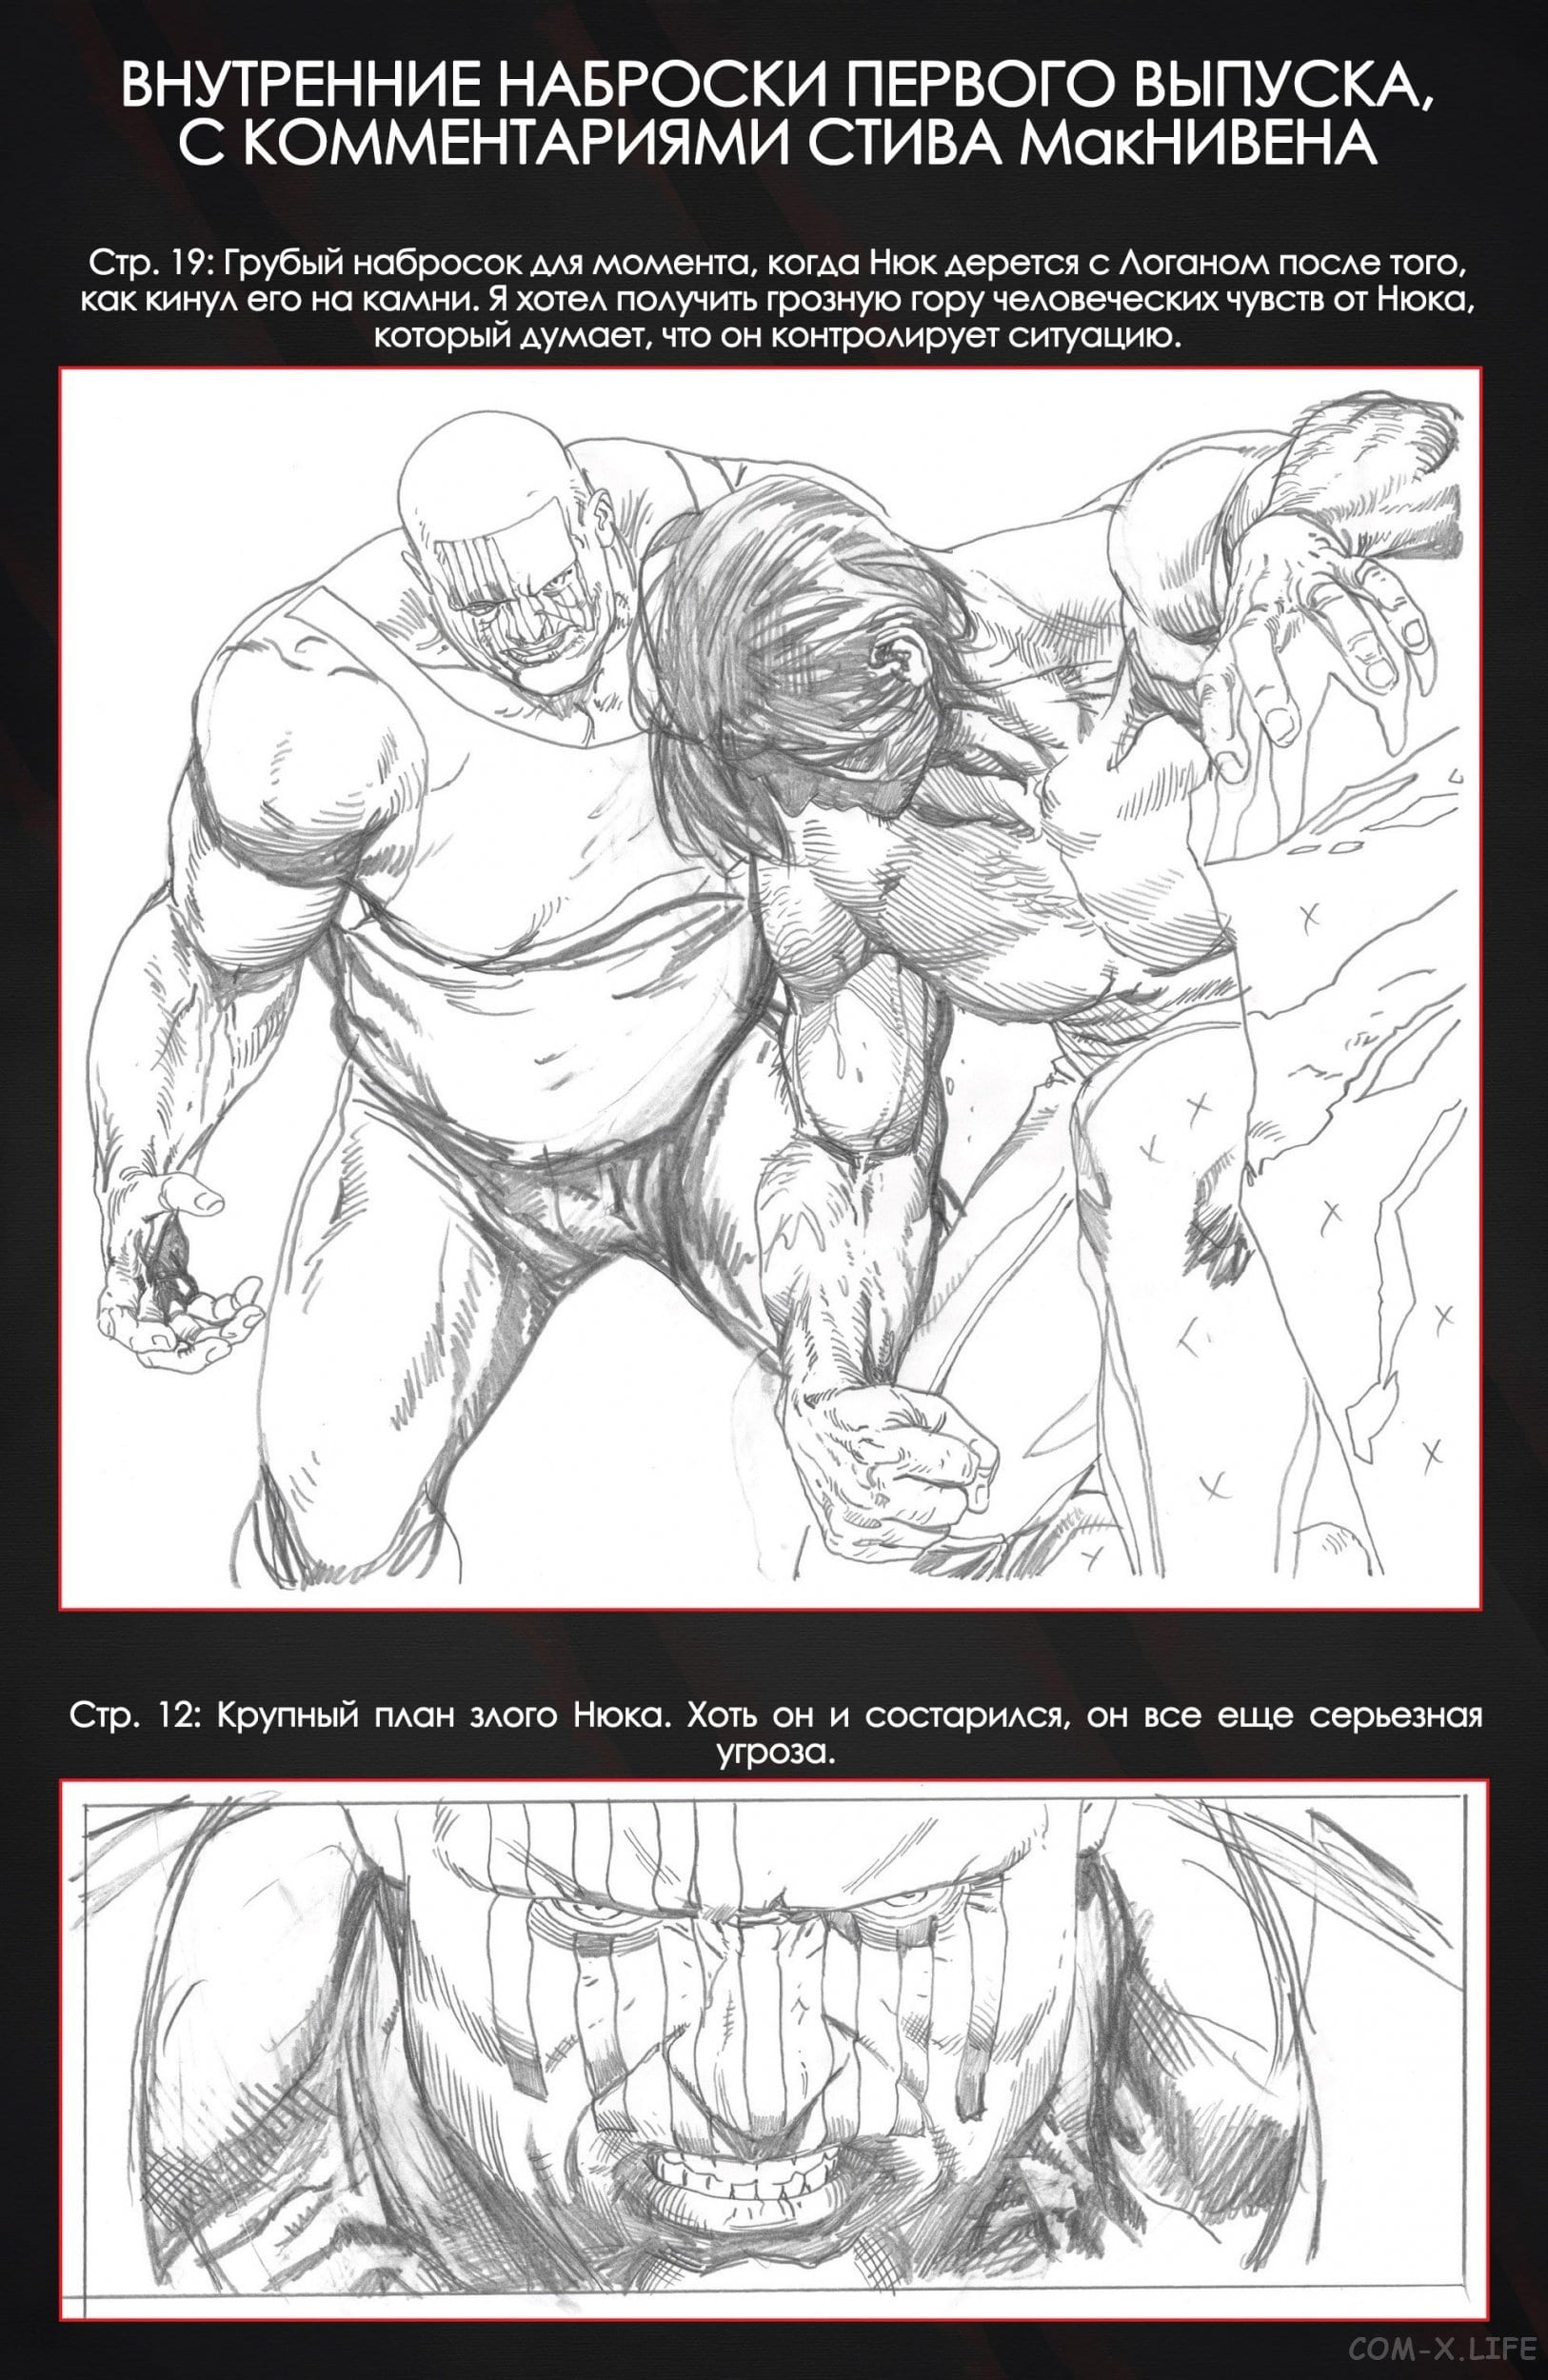 ВНУТРЕННИЕ НАБРОСКИ ПЕРВОГО ВЫПУСКА,
С КОММЕНТАРИЯМИ СТИВА МакНИВЕНА
Стр. 19: Грубый набросок для момента, когда Нюк дерется с Логаном после того,
как кинул его на камни. Я хотел получить грозную гору человеческих чувств от Нюка,
который думает, что он контролирует ситуацию.
Стр. 12: Крупный план злого Нюка. Хоть он и состарился, он все еще серьезная
угроза.
COM-X.LIFE